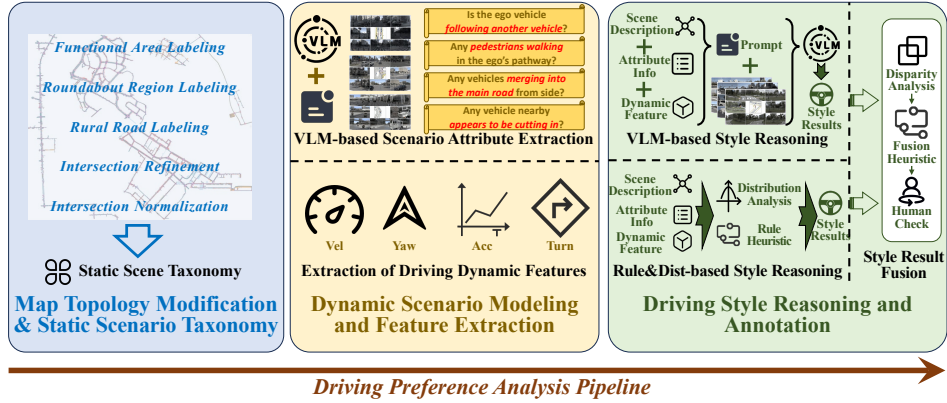 Functional Area Labeling
Roundabout Region Labeling
Rural Road Labeling
Intersection Refinement
Intersection Normalization
Static Scene Taxonomy
Map Topology Modification
& Static Scenario Taxonomy
VLM
Is the ego vehicle
following another vehicle?
Any pedestrians walking
in the ego's pathway?
Any vehicles merging into
the main road from side?
Any vehicle nearby
appears to be cutting in?
VLM-based Scenario Attribute Extraction
Vel
Yaw
Acc
Turn
Extraction of Driving Dynamic Features
Dynamic Scenario Modeling
and Feature Extraction
Scene
Description
Attribute
Info
Dynamic
Feature
Prompt
VLM
Style
Results
VLM-based Style Reasoning
Scene
Description
Attribute
Info
Dynamic
Feature
Distribution
Analysis
Rule
Heuristic
Style
Results
Rule&Dist-based Style Reasoning
Disparity
Analysis
Fusion
Heuristic
Human
Check
Style Result
Fusion
Driving Style Reasoning and
Annotation
Driving Preference Analysis Pipeline